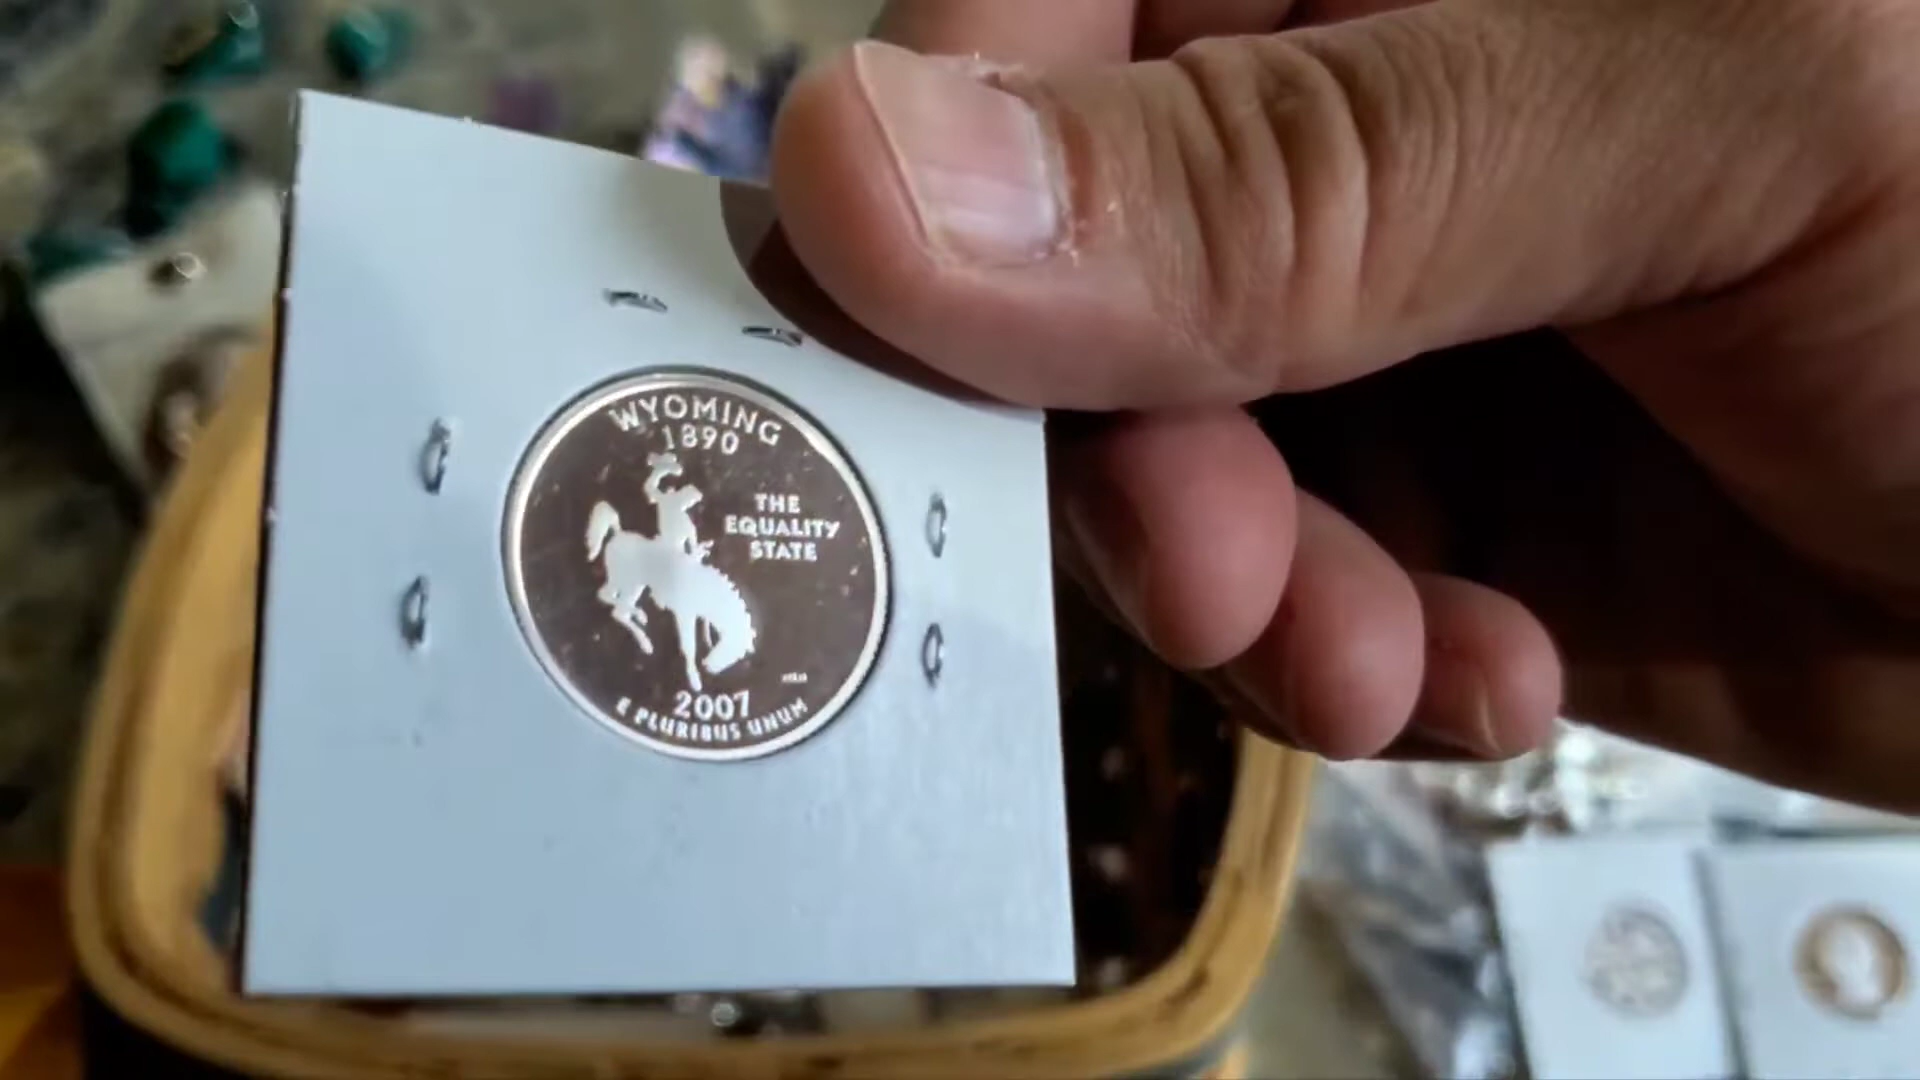 WYOMING
1890
THE
EQUALITY
STATE
2007
E PLURIBUS UNUM